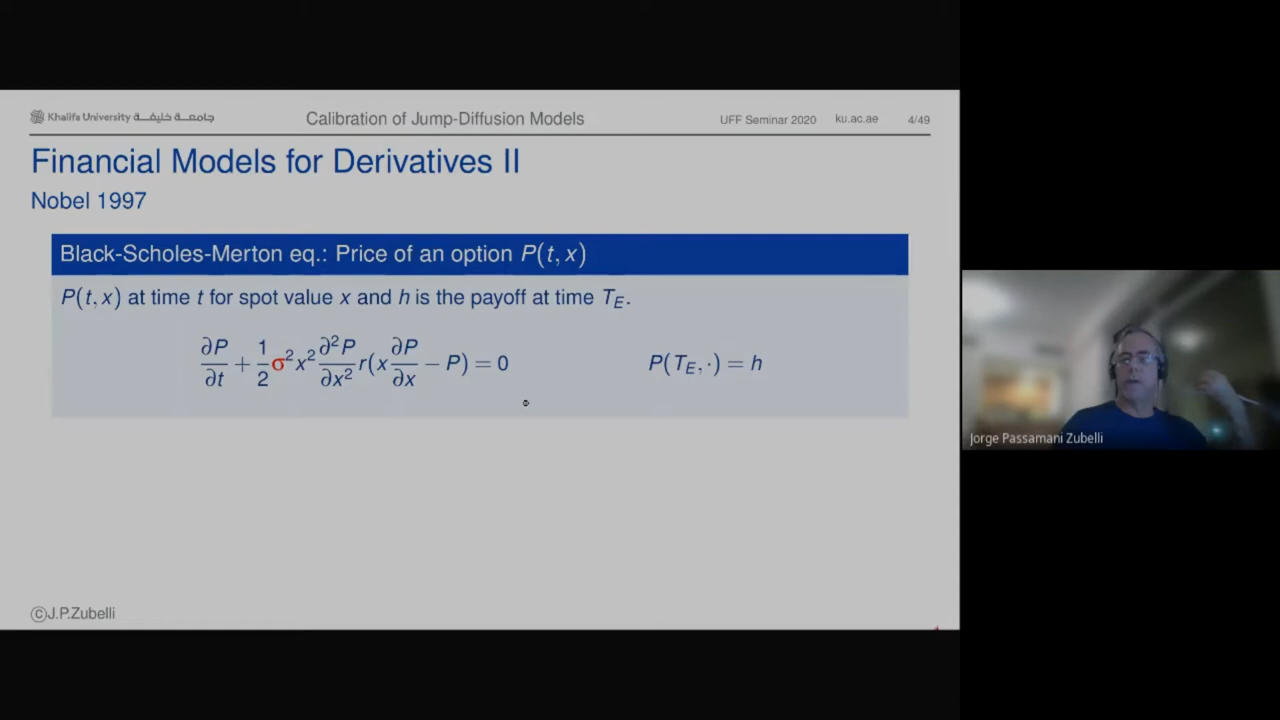 Khalifa University جامعة خليفة
Calibration of Jump-Diffusion Models
UFF Seminar 2020 ku.ac.ae 4/49
Financial Models for Derivatives II
Nobel 1997
Black-Scholes-Merton eq.: Price of an option P(t, x)
P(t, x) at time t for spot value x and h is the payoff at time T_E.
∂P/∂t + 1/2 σ² x² ∂²P/∂x² r(x ∂P/∂x − P) = 0 P(T_E, ·) = h
Jorge Passamani Zubelli
©J.P.Zubelli